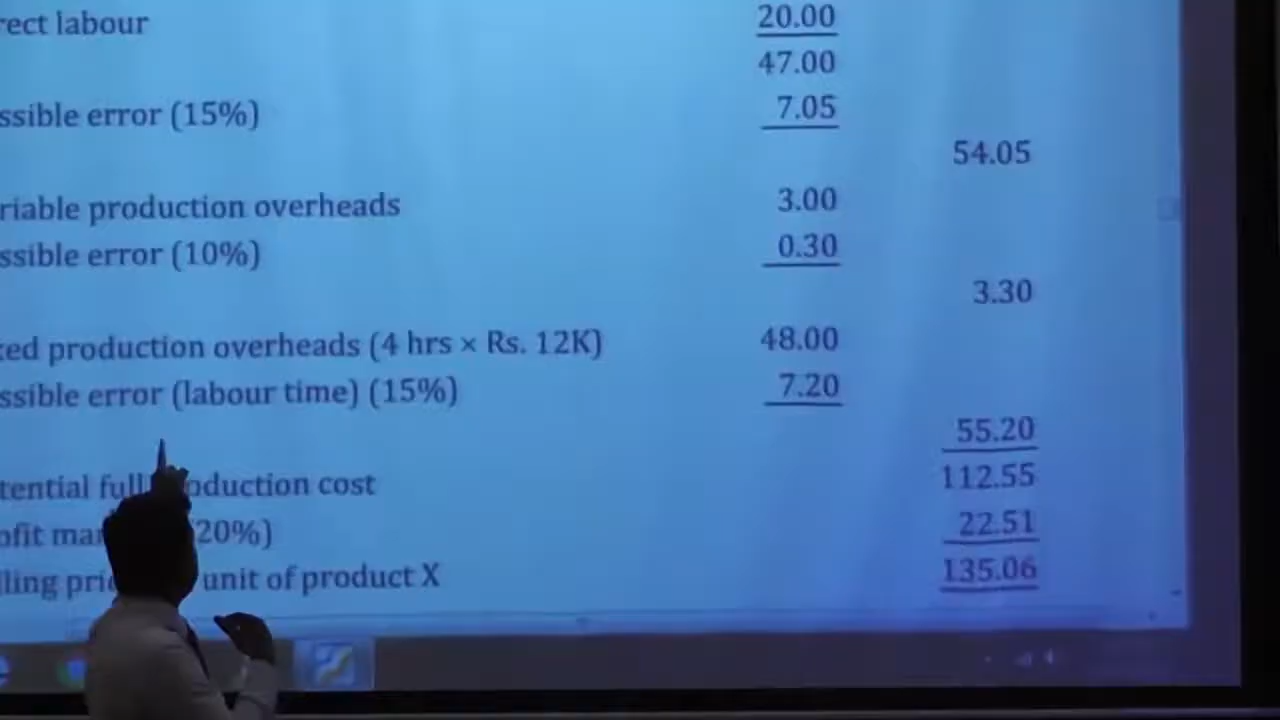 rect labour 20.00
47.00
ssible error (15%) 7.05
54.05
riable production overheads 3.00
ssible error (10%) 0.30
3.30
ed production overheads (4 hrs × Rs. 12K) 48.00
ssible error (labour time) (15%) 7.20
55.20
tential full oduction cost 112.55
ofit ma 20%) 22.51
lling pri unit of product X 135.06